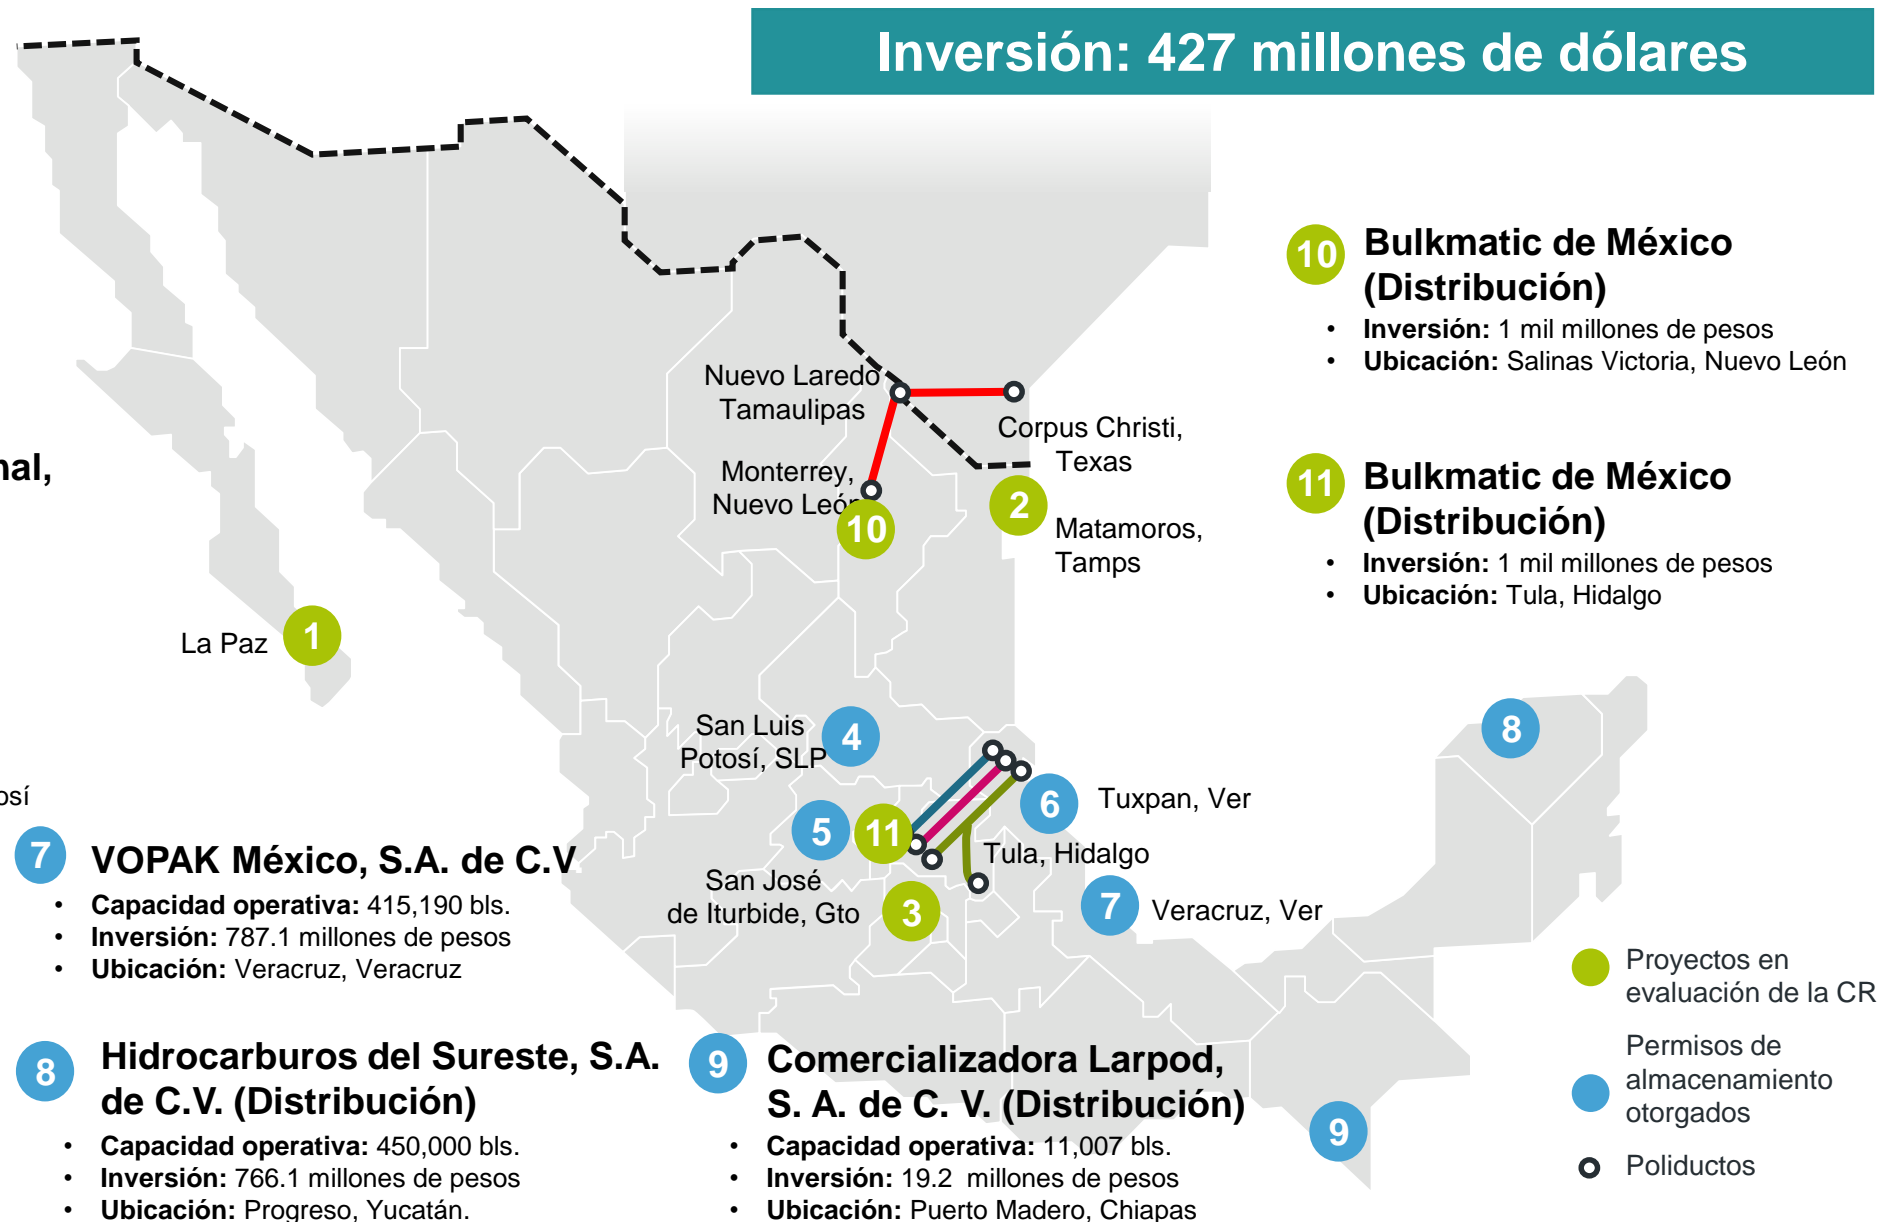 Inversión: 427 millones de dólares
10
Bulkmatic de México
(Distribución)
• Inversión: 1 mil millones de pesos
• Ubicación: Salinas Victoria, Nuevo León
11
Bulkmatic de México
(Distribución)
• Inversión: 1 mil millones de pesos
• Ubicación: Tula, Hidalgo
Nuevo Laredo
Tamaulipas
Corpus Christi,
Texas
Monterrey,
Nuevo León
10
2
Matamoros,
Tamps
nal,
La Paz
1
San Luis
Potosí, SLP
4
8
osí
5
11
6
Tuxpan, Ver
Tula, Hidalgo
San José
de Iturbide, Gto
3
7
Veracruz, Ver
7
VOPAK México, S.A. de C.V
• Capacidad operativa: 415,190 bls.
• Inversión: 787.1 millones de pesos
• Ubicación: Veracruz, Veracruz
8
Hidrocarburos del Sureste, S.A.
de C.V. (Distribución)
• Capacidad operativa: 450,000 bls.
• Inversión: 766.1 millones de pesos
• Ubicación: Progreso, Yucatán.
9
Comercializadora Larpod,
S. A. de C. V. (Distribución)
• Capacidad operativa: 11,007 bls.
• Inversión: 19.2 millones de pesos
• Ubicación: Puerto Madero, Chiapas
9
Proyectos en
evaluación de la CR
Permisos de
almacenamiento
otorgados
Poliductos